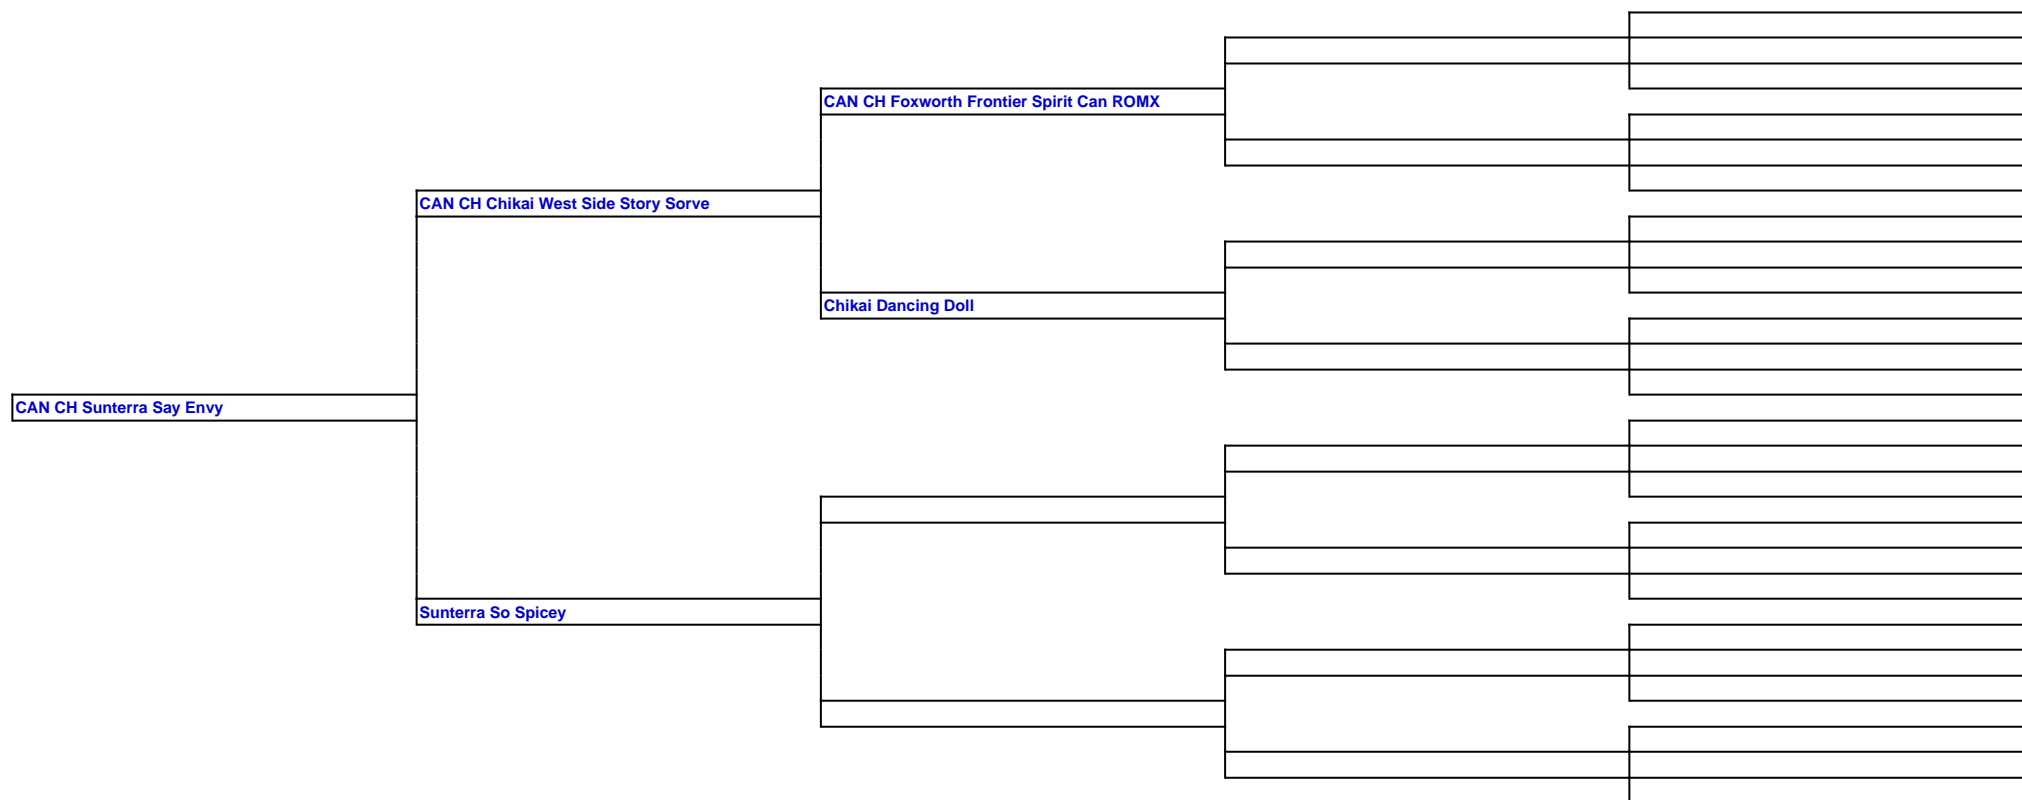 CAN CH Foxworth Frontier Spirit Can ROMX
CAN CH Chikai West Side Story Sorve
Chikai Dancing Doll
CAN CH Sunterra Say Envy
Sunterra So Spicey